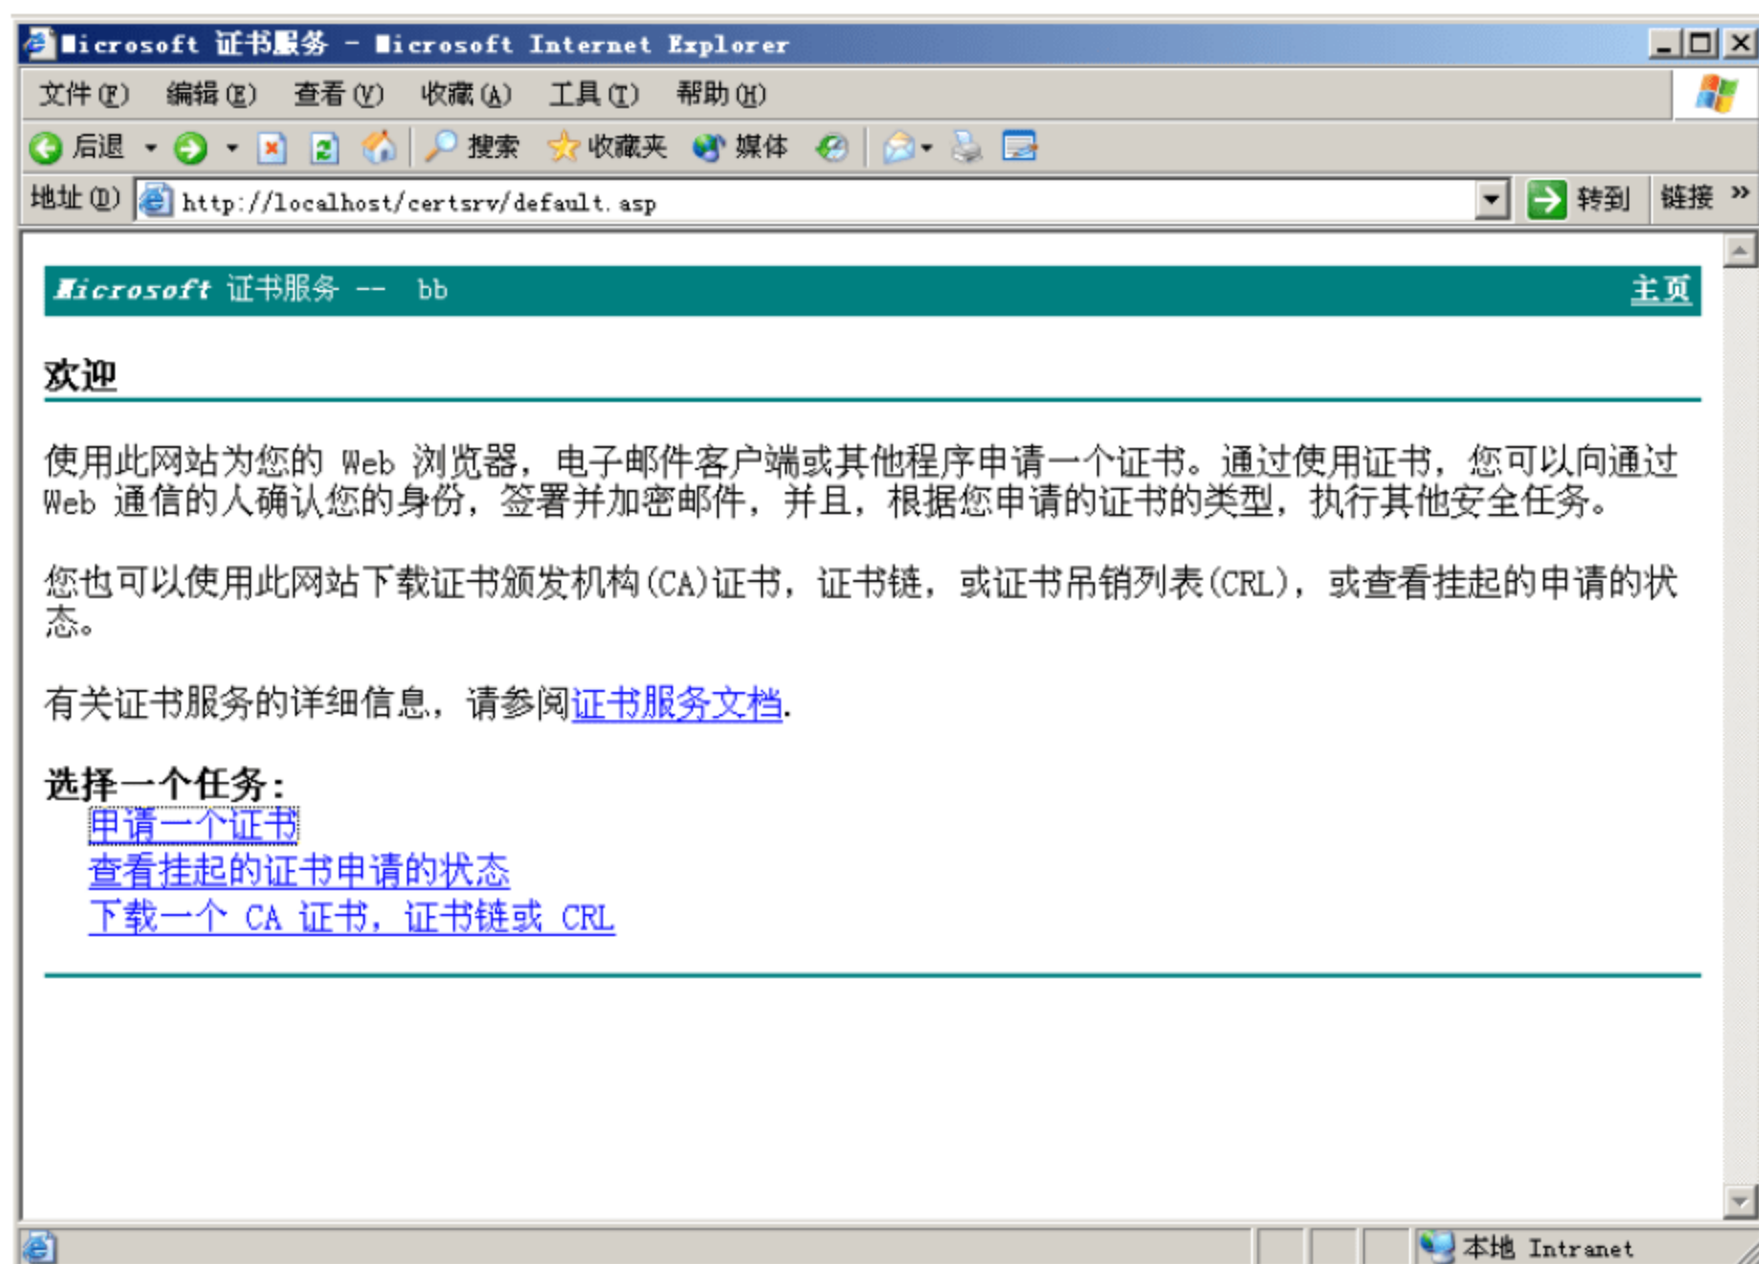 Microsoft 证书服务 - Microsoft Internet Explorer
文件(F) 编辑(E) 查看(V) 收藏(A) 工具(T) 帮助(H)
后退 搜索 收藏夹 媒体
地址(D) http://localhost/certsrv/default.asp 转到 链接 »
Microsoft 证书服务 -- bb 主页
欢迎
使用此网站为您的 Web 浏览器，电子邮件客户端或其他程序申请一个证书。通过使用证书，您可以向通过
Web 通信的人确认您的身份，签署并加密邮件，并且，根据您申请的证书的类型，执行其他安全任务。
您也可以使用此网站下载证书颁发机构(CA)证书，证书链，或证书吊销列表(CRL)，或查看挂起的申请的状
态。
有关证书服务的详细信息，请参阅证书服务文档.
选择一个任务:
申请一个证书
查看挂起的证书申请的状态
下载一个 CA 证书，证书链或 CRL
本地 Intranet